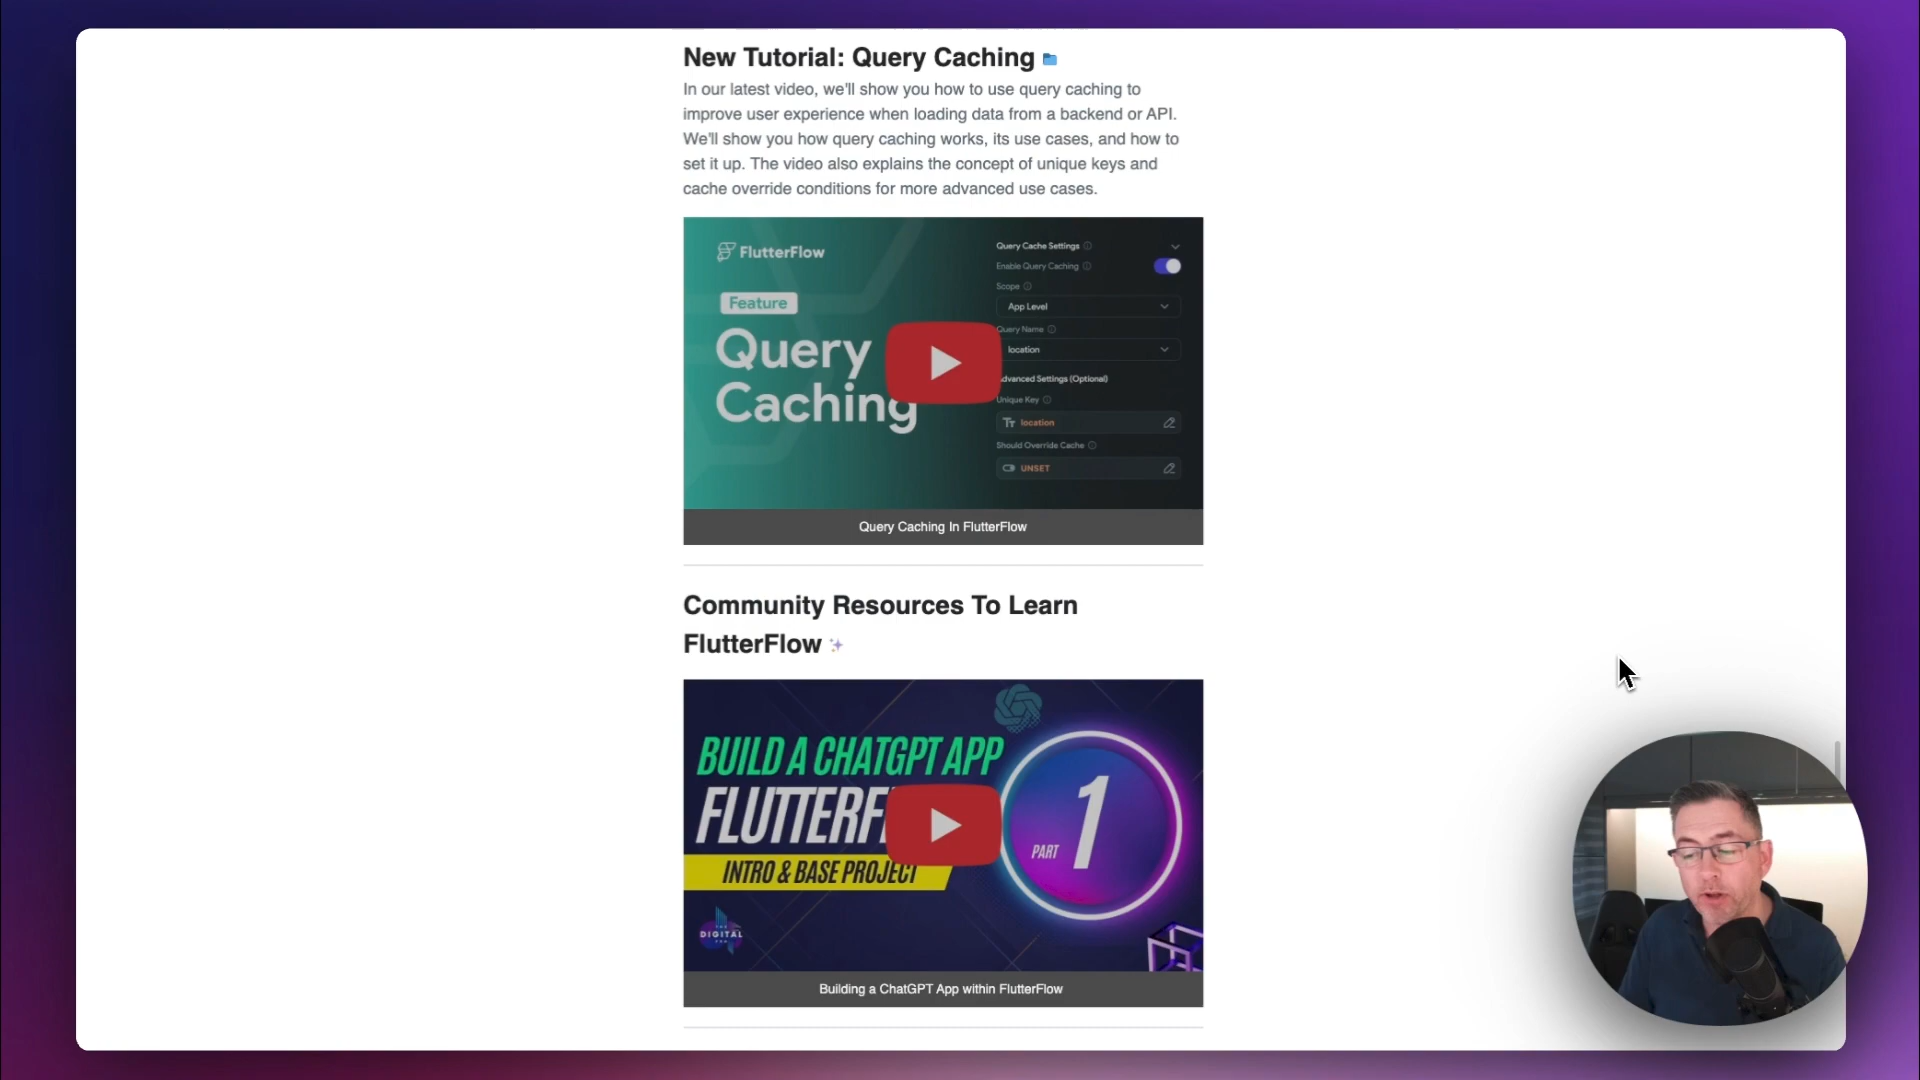 New Tutorial: Query Caching
In our latest video, we'll show you how to use query caching to
improve user experience when loading data from a backend or API.
We'll show you how query caching works, its use cases, and how to
set it up. The video also explains the concept of unique keys and
cache override conditions for more advanced use cases.
FlutterFlow
Feature
Query
Caching
Query Cache Settings
Enable Query Caching
Scope
App Level
Query Name
location
Advanced Settings (Optional)
Unique Key
location
Should Override Cache
UNSET
Query Caching In FlutterFlow
Community Resources To Learn
FlutterFlow
BUILD A CHATGPT APP
FLUTTERF
INTRO & BASE PROJECT
PART 1
DIGITAL
Building a ChatGPT App within FlutterFlow